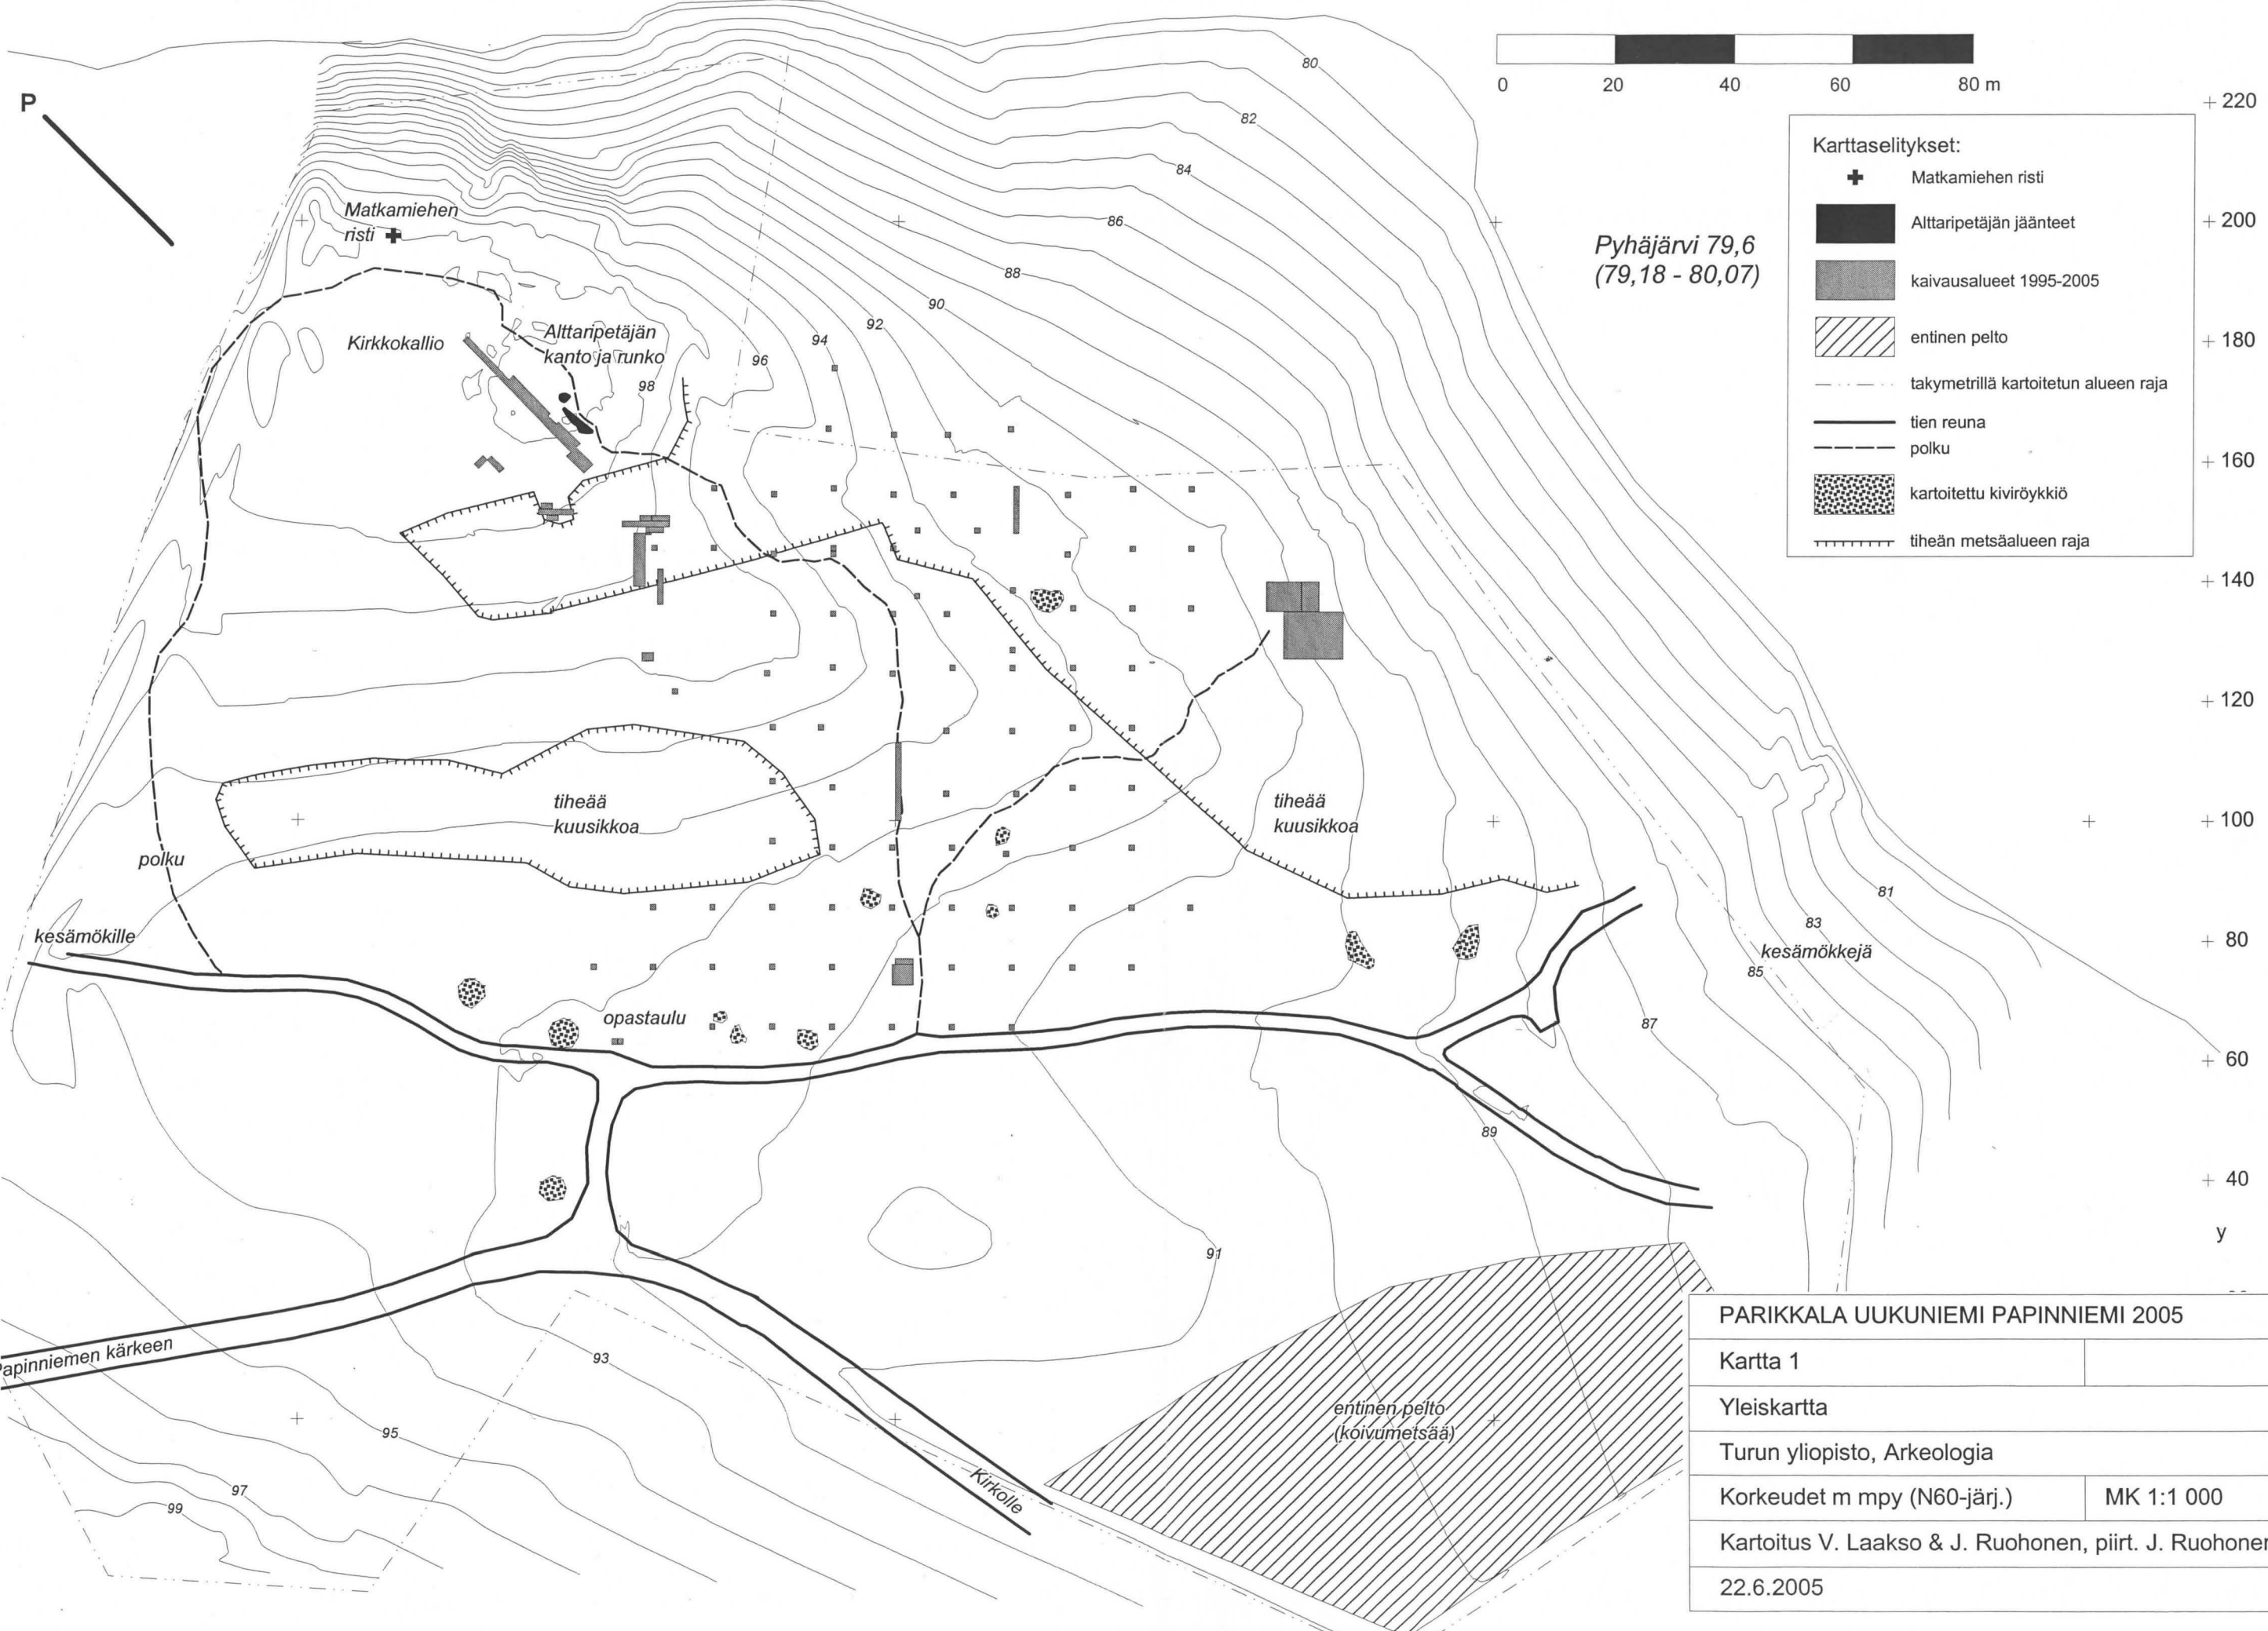 P
0 20 40 60 80 m
Karttaselitykset:
Matkamiehen risti
Alttaripetäjän jäänteet
kaivausalueet 1995-2005
entinen pelto
takymetrillä kartoitetun alueen raja
tien reuna
polku
kartoitettu kiviröykkiö
tiheän metsäalueen raja
220
200
180
160
140
120
100
80
60
40
y
Pyhäjärvi 79,6
(79,18 - 80,07)
80
82
84
86
88
90
92
94
96
98
Matkamiehen
risti
Kirkkokallio
Alttaripetäjän
kanto ja runko
tiheää
kuusikkoa
tiheää
kuusikkoa
polku
kesämökille
opastaulu
kesämökkejä
81
83
85
87
89
91
93
95
97
99
Papinniemen kärkeen
Kirkolle
entinen pelto
(koivumetsää)
PARIKKALA UUKUNIEMI PAPINNIEMI 2005
Kartta 1
Yleiskartta
Turun yliopisto, Arkeologia
Korkeudet m mpy (N60-järj.) MK 1:1 000
Kartoitus V. Laakso & J. Ruohonen, piirt. J. Ruohonen
22.6.2005